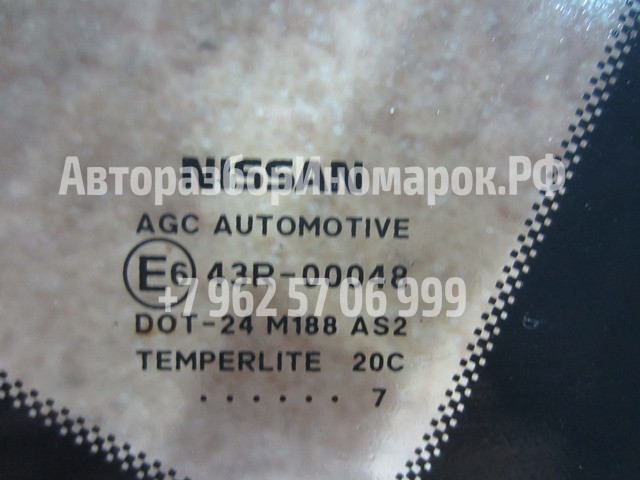 NISSAN
АвторазборИномарок.РФ
AGC AUTOMOTIVE
E6 43R-00048
+7 962 57 06 999
DOT-24 M188 AS2
TEMPERLITE 20C
. . . . . . 7